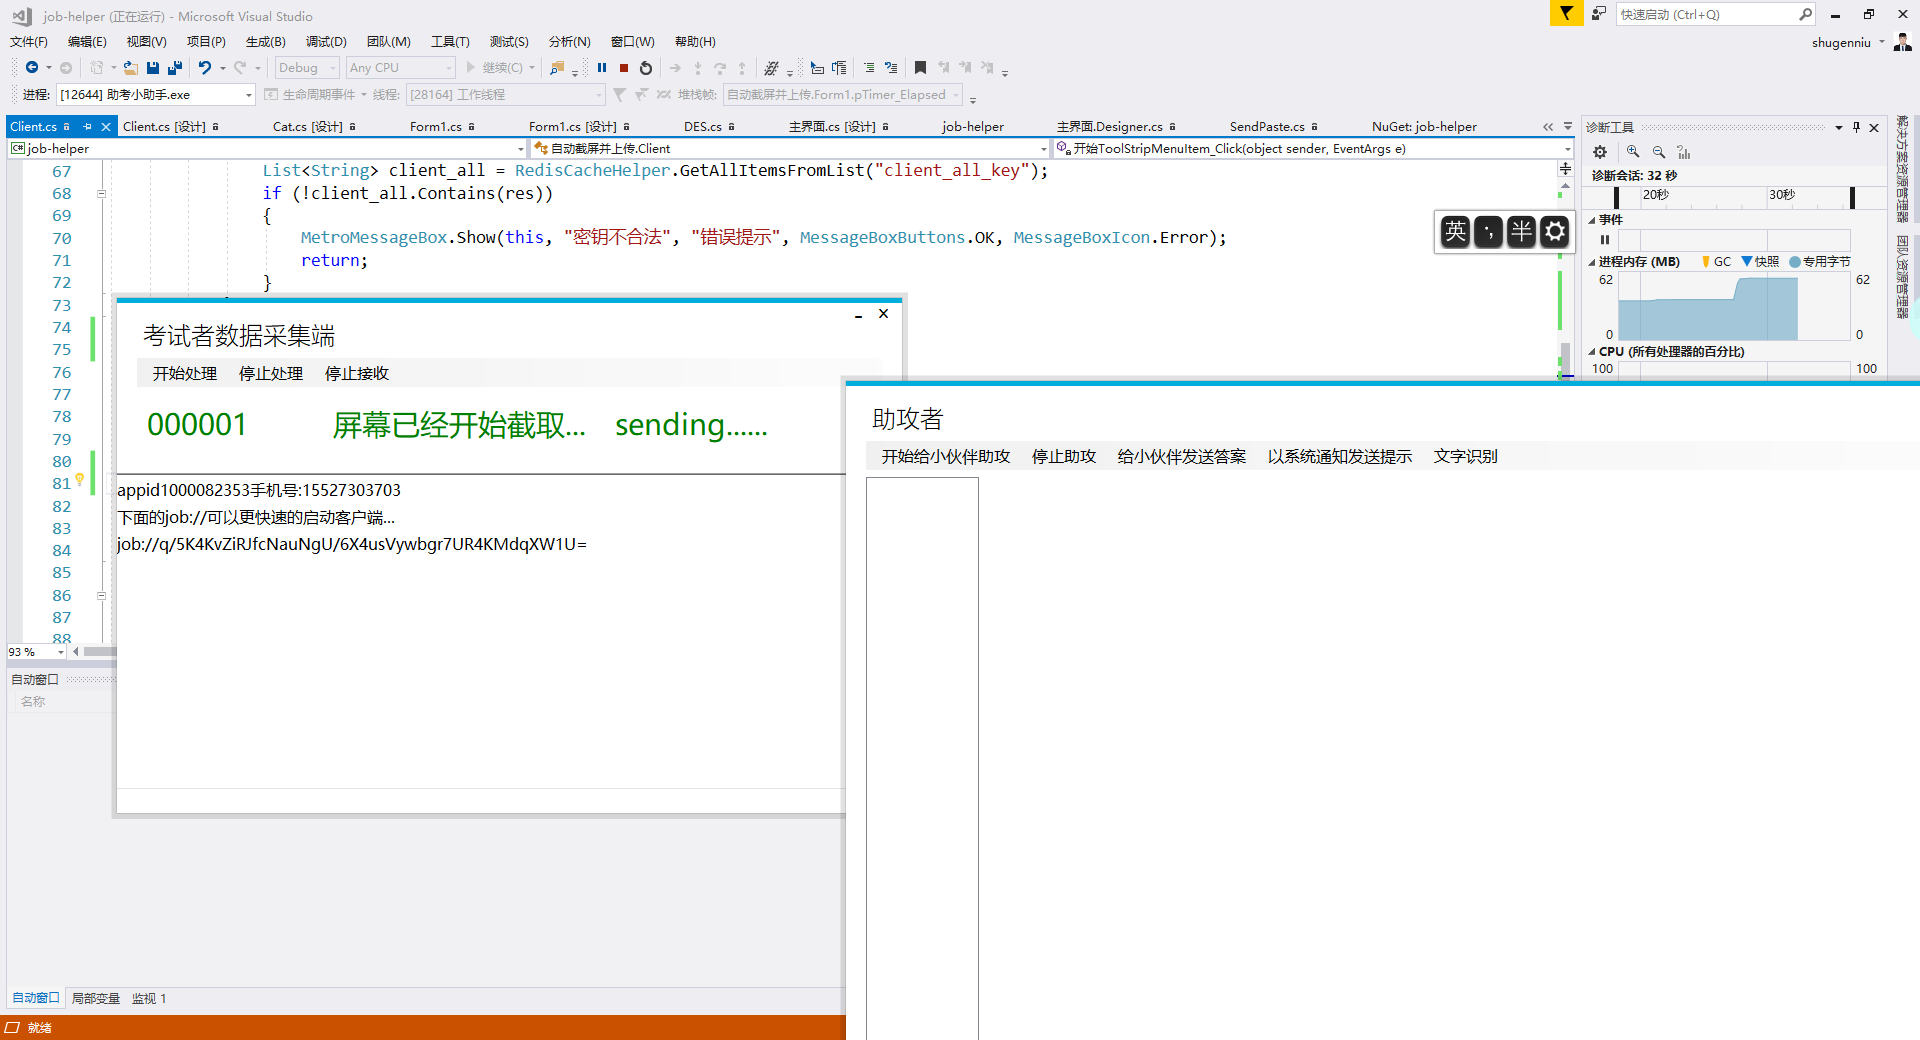 job-helper (正在运行) - Microsoft Visual Studio
快速启动 (Ctrl+Q)
文件(F) 编辑(E) 视图(V) 项目(P) 生成(B) 调试(D) 团队(M) 工具(T) 测试(S) 分析(N) 窗口(W) 帮助(H)
shugenniu
Debug Any CPU 继续(C)
进程: [12644] 助考小助手.exe 生命周期事件 线程: [28164] 工作线程 堆栈帧: 自动截屏并上传.Form1.pTimer_Elapsed
Client.cs Client.cs [设计] Cat.cs [设计] Form1.cs Form1.cs [设计] DES.cs 主界面.cs [设计] job-helper 主界面.Designer.cs SendPaste.cs NuGet: job-helper
job-helper 自动截屏并上传.Client 开始ToolStripMenuItem_Click(object sender, EventArgs e)
67 List<String> client_all = RedisCacheHelper.GetAllItemsFromList("client_all_key");
68 if (!client_all.Contains(res))
69 {
70 MetroMessageBox.Show(this, "密钥不合法", "错误提示", MessageBoxButtons.OK, MessageBoxIcon.Error);
71 return;
72 }
73
74
75
76
77
78
79
80
81
82
83
84
85
86
87
88
93 %
自动窗口
名称
自动窗口 局部变量 监视 1
就绪
考试者数据采集端
开始处理 停止处理 停止接收
000001 屏幕已经开始截取... sending......
appid1000082353手机号:15527303703
下面的job://可以更快速的启动客户端...
job://q/5K4KvZiRJfcNauNgU/6X4usVywbgr7UR4KMdqXW1U=
助攻者
开始给小伙伴助攻 停止助攻 给小伙伴发送答案 以系统通知发送提示 文字识别
英 半
诊断工具
诊断会话: 32 秒
20秒 30秒
事件
进程内存 (MB) GC 快照 专用字节
62 62
0 0
CPU (所有处理器的百分比)
100 100
解决方案资源管理器
团队资源管理器